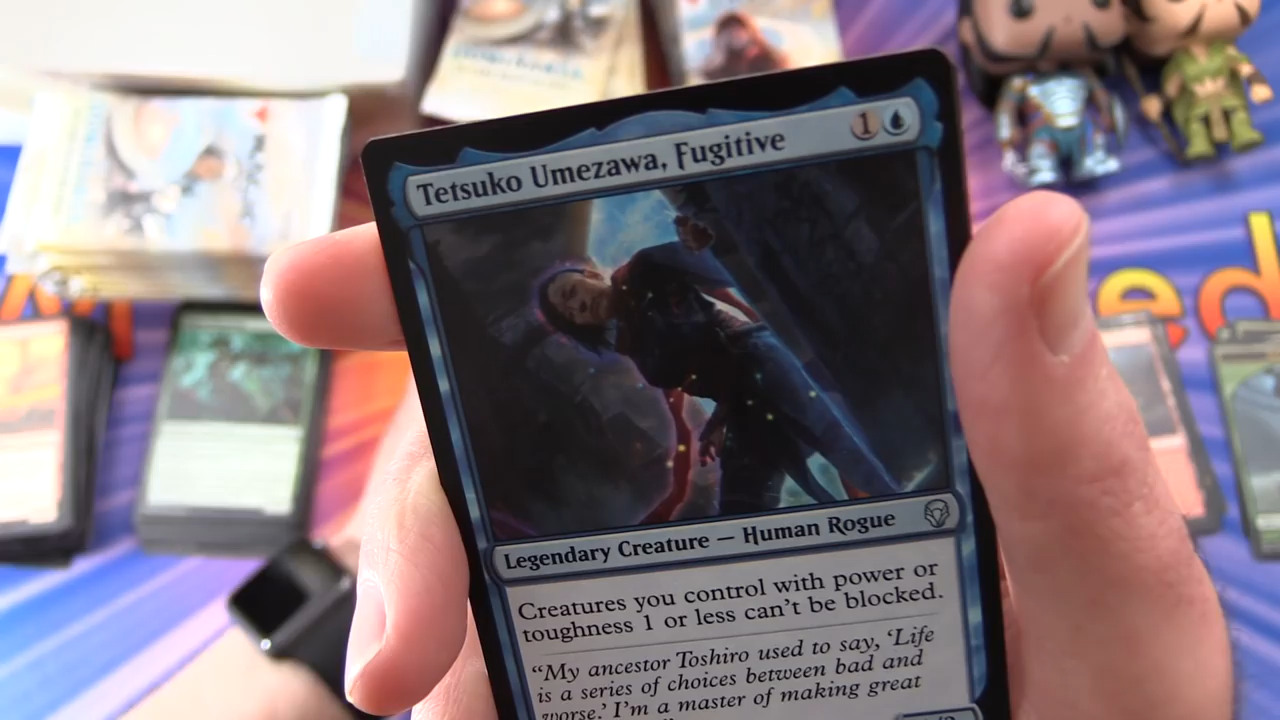 Tetsuko Umezawa, Fugitive 1
Legendary Creature — Human Rogue
Creatures you control with power or
toughness 1 or less can't be blocked.
"My ancestor Toshiro used to say, 'Life
is a series of choices between bad and
worse.' I'm a master of making great
ed